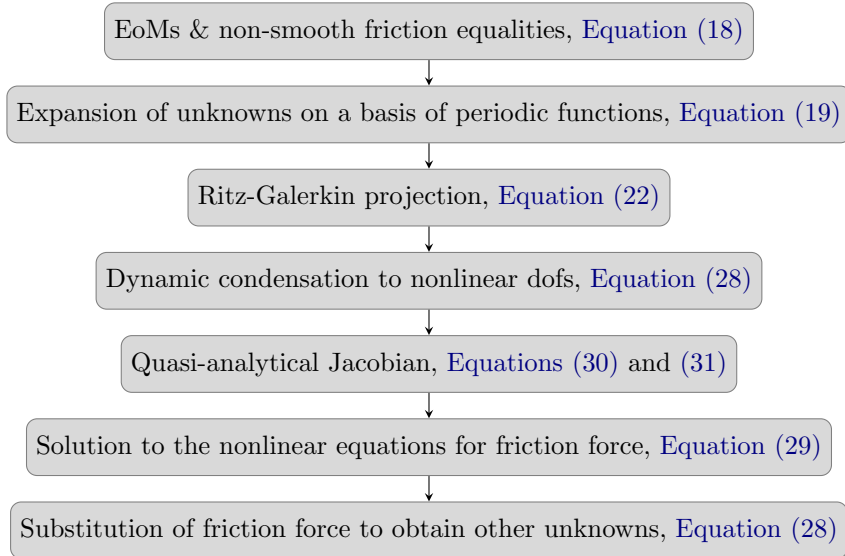 EoMs & non-smooth friction equalities, Equation (18)
Expansion of unknowns on a basis of periodic functions, Equation (19)
Ritz-Galerkin projection, Equation (22)
Dynamic condensation to nonlinear dofs, Equation (28)
Quasi-analytical Jacobian, Equations (30) and (31)
Solution to the nonlinear equations for friction force, Equation (29)
Substitution of friction force to obtain other unknowns, Equation (28)